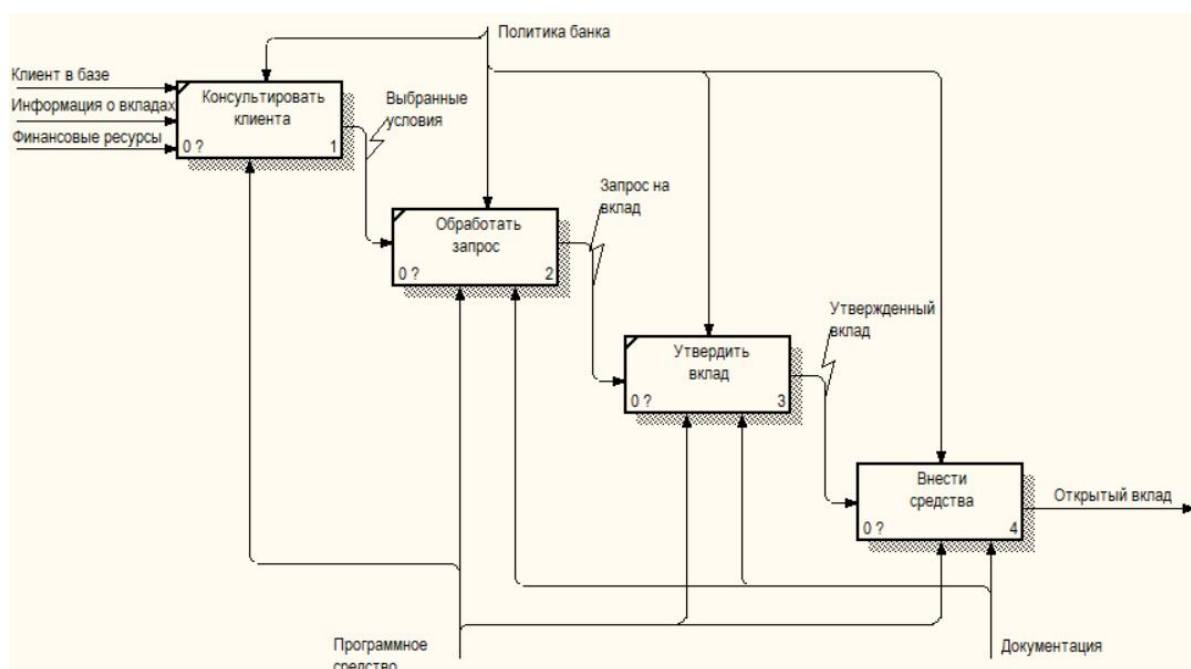 Политика банка
Клиент в базе
Информация о вкладах
Финансовые ресурсы
Консультировать
клиента
0 ?
1
Выбранные
условия
Обработать
запрос
0 ?
2
Запрос на
вклад
Утвердить
вклад
0 ?
3
Утвержденный
вклад
Внести
средства
0 ?
4
Открытый вклад
Программное
средство
Документация